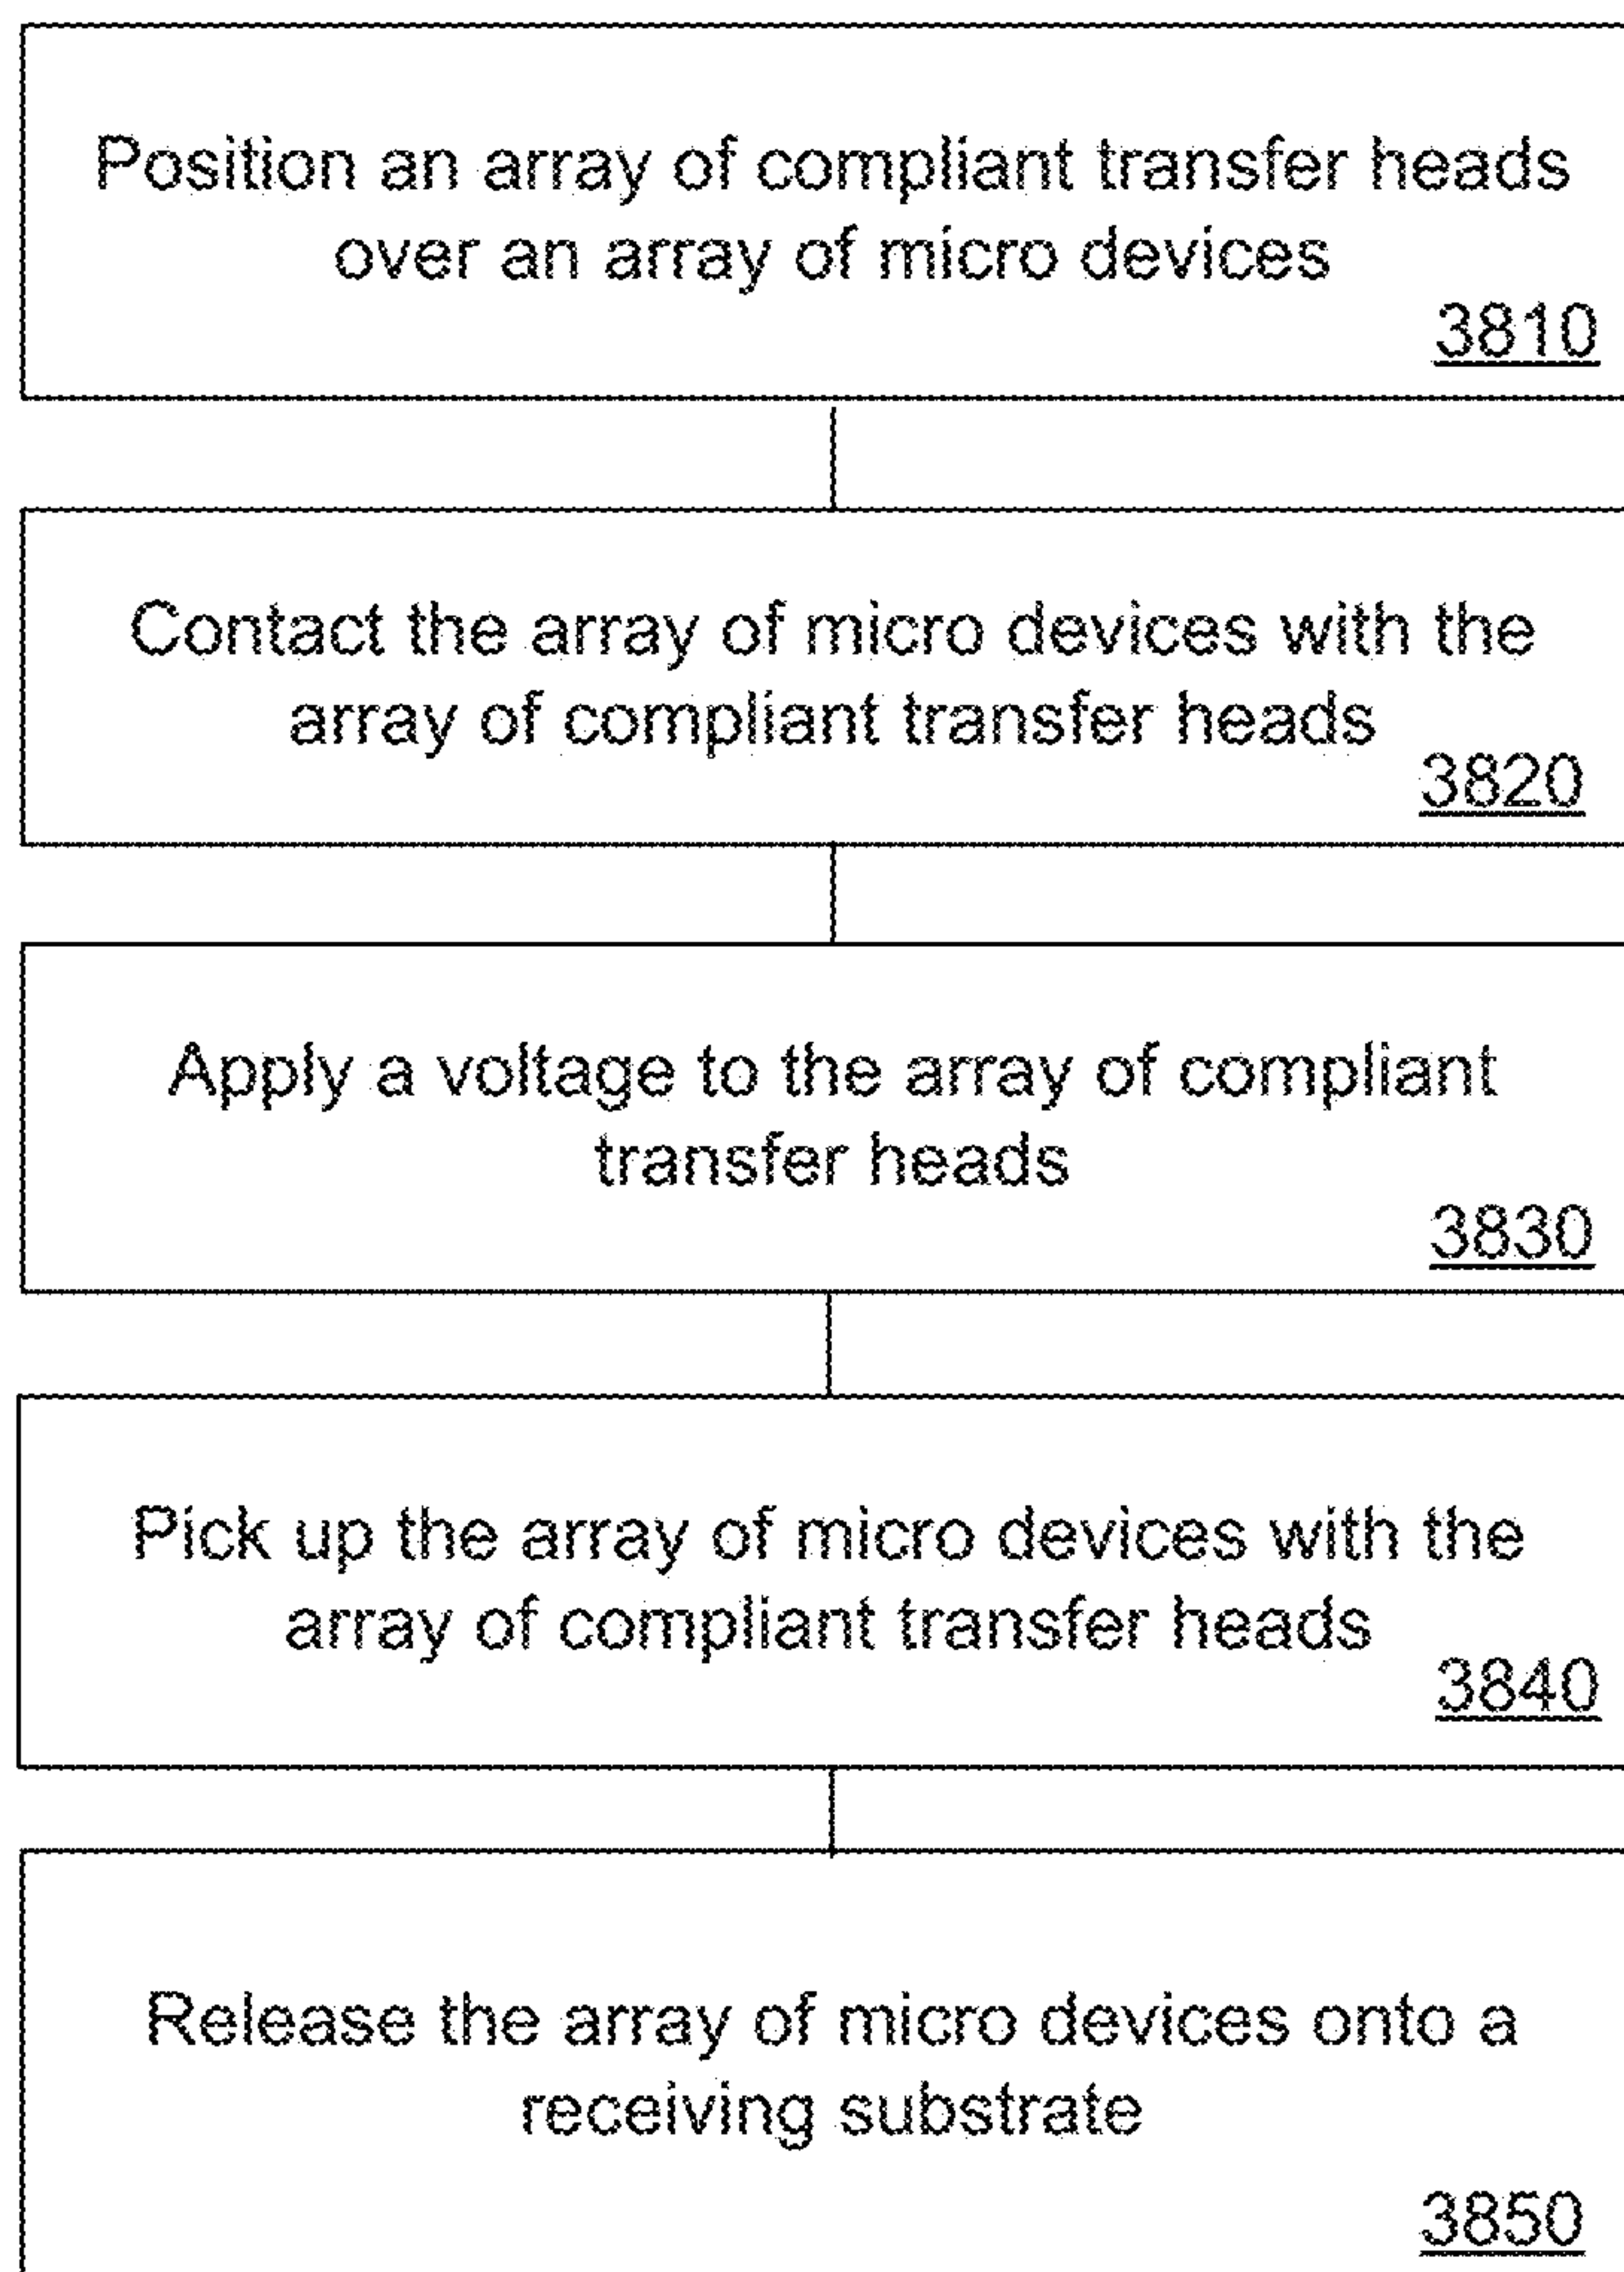 Position an array of compliant transfer heads
over an array of micro devices
3810
Contact the array of micro devices with the
array of compliant transfer heads
3820
Apply a voltage to the array of compliant
transfer heads
3830
Pick up the array of micro devices with the
array of compliant transfer heads
3840
Release the array of micro devices onto a
receiving substrate
3850